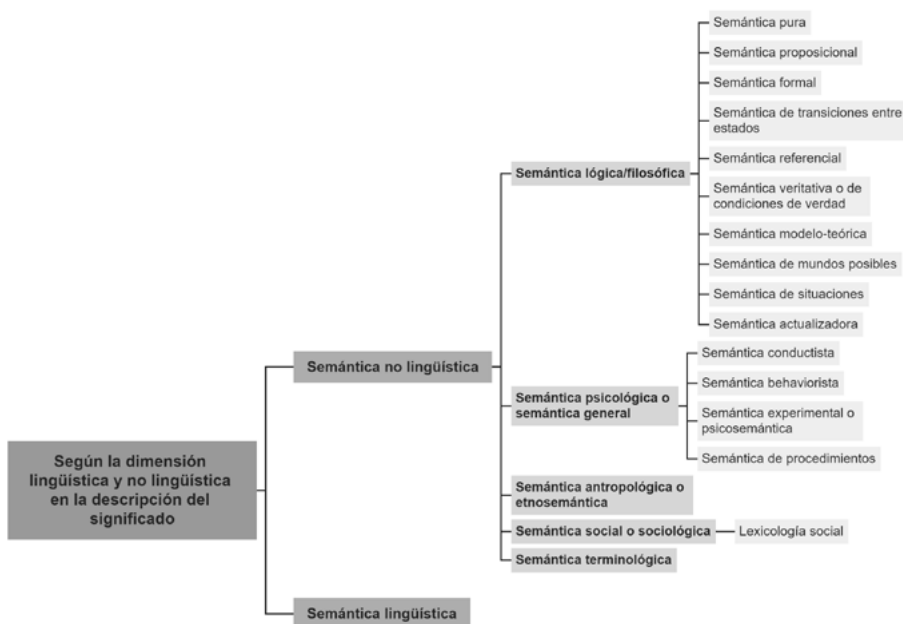 Según la dimensión
lingüística y no lingüística
en la descripción del
significado
Semántica no lingüística
Semántica lógica/filosófica
Semántica pura
Semántica proposicional
Semántica formal
Semántica de transiciones entre
estados
Semántica referencial
Semántica veritativa o de
condiciones de verdad
Semántica modelo-teórica
Semántica de mundos posibles
Semántica de situaciones
Semántica actualizadora
Semántica psicológica o
semántica general
Semántica conductista
Semántica behaviorista
Semántica experimental o
psicosemántica
Semántica de procedimientos
Semántica antropológica o
etnosemántica
Semántica social o sociológica
Lexicología social
Semántica terminológica
Semántica lingüística